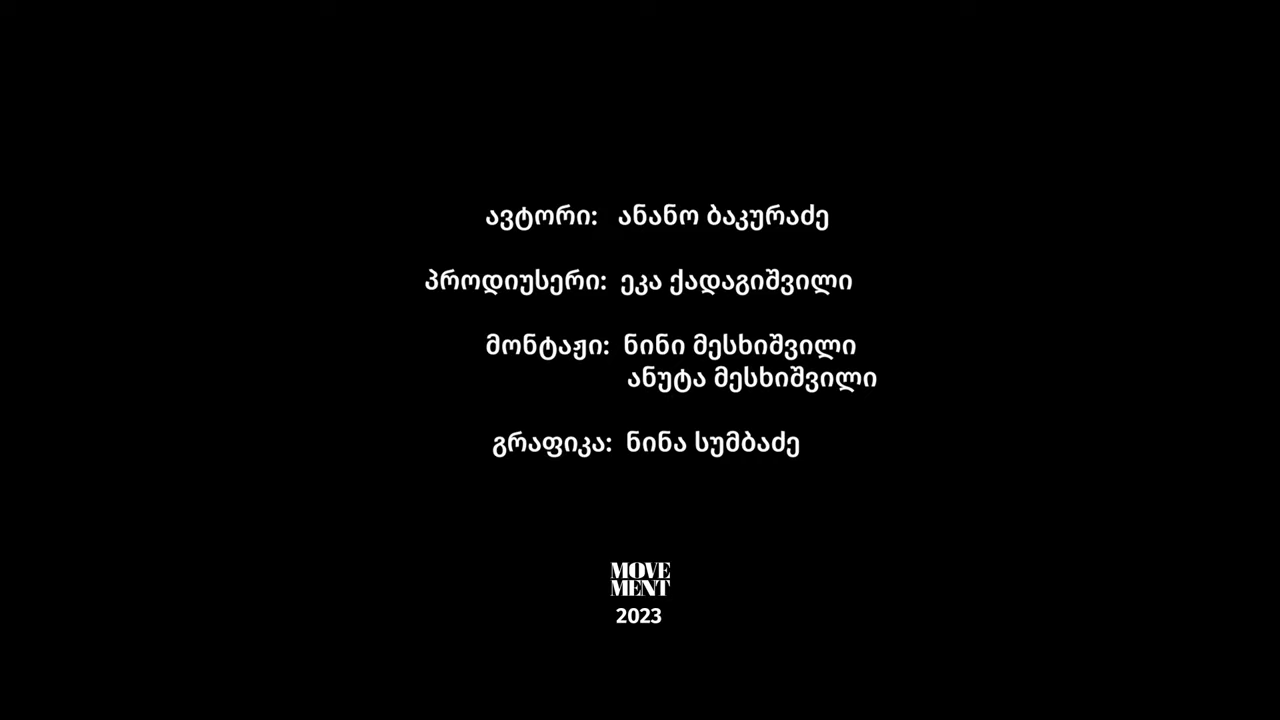 ავტორი: ანანო ბაკურაძე
პროდიუსერი: ეკა ქადაგიშვილი
მონტაჟი: ნინი მესხიშვილი
ანუტა მესხიშვილი
გრაფიკა: ნინა სუმბაძე
MOVE
MENT
2023